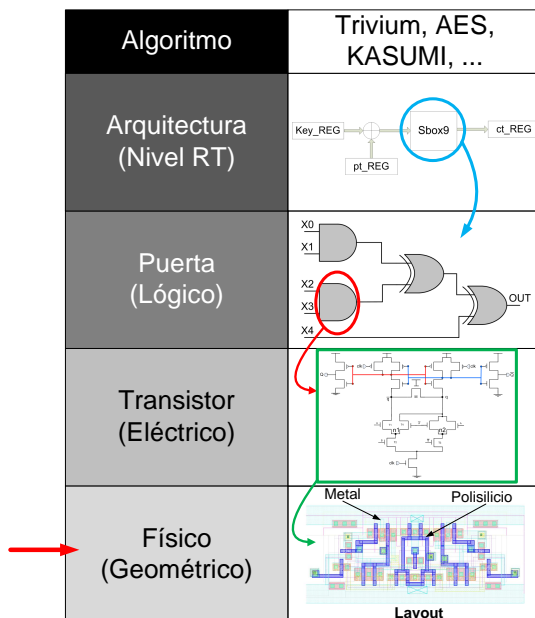 Algoritmo
Trivium, AES,
KASUMI, ...
Arquitectura
(Nivel RT)
Key_REG
Sbox9
ct_REG
pt_REG
Puerta
(Lógico)
X0
X1
X2
X3
X4
OUT
Transistor
(Eléctrico)
Físico
(Geométrico)
Metal
Polisilicio
Layout